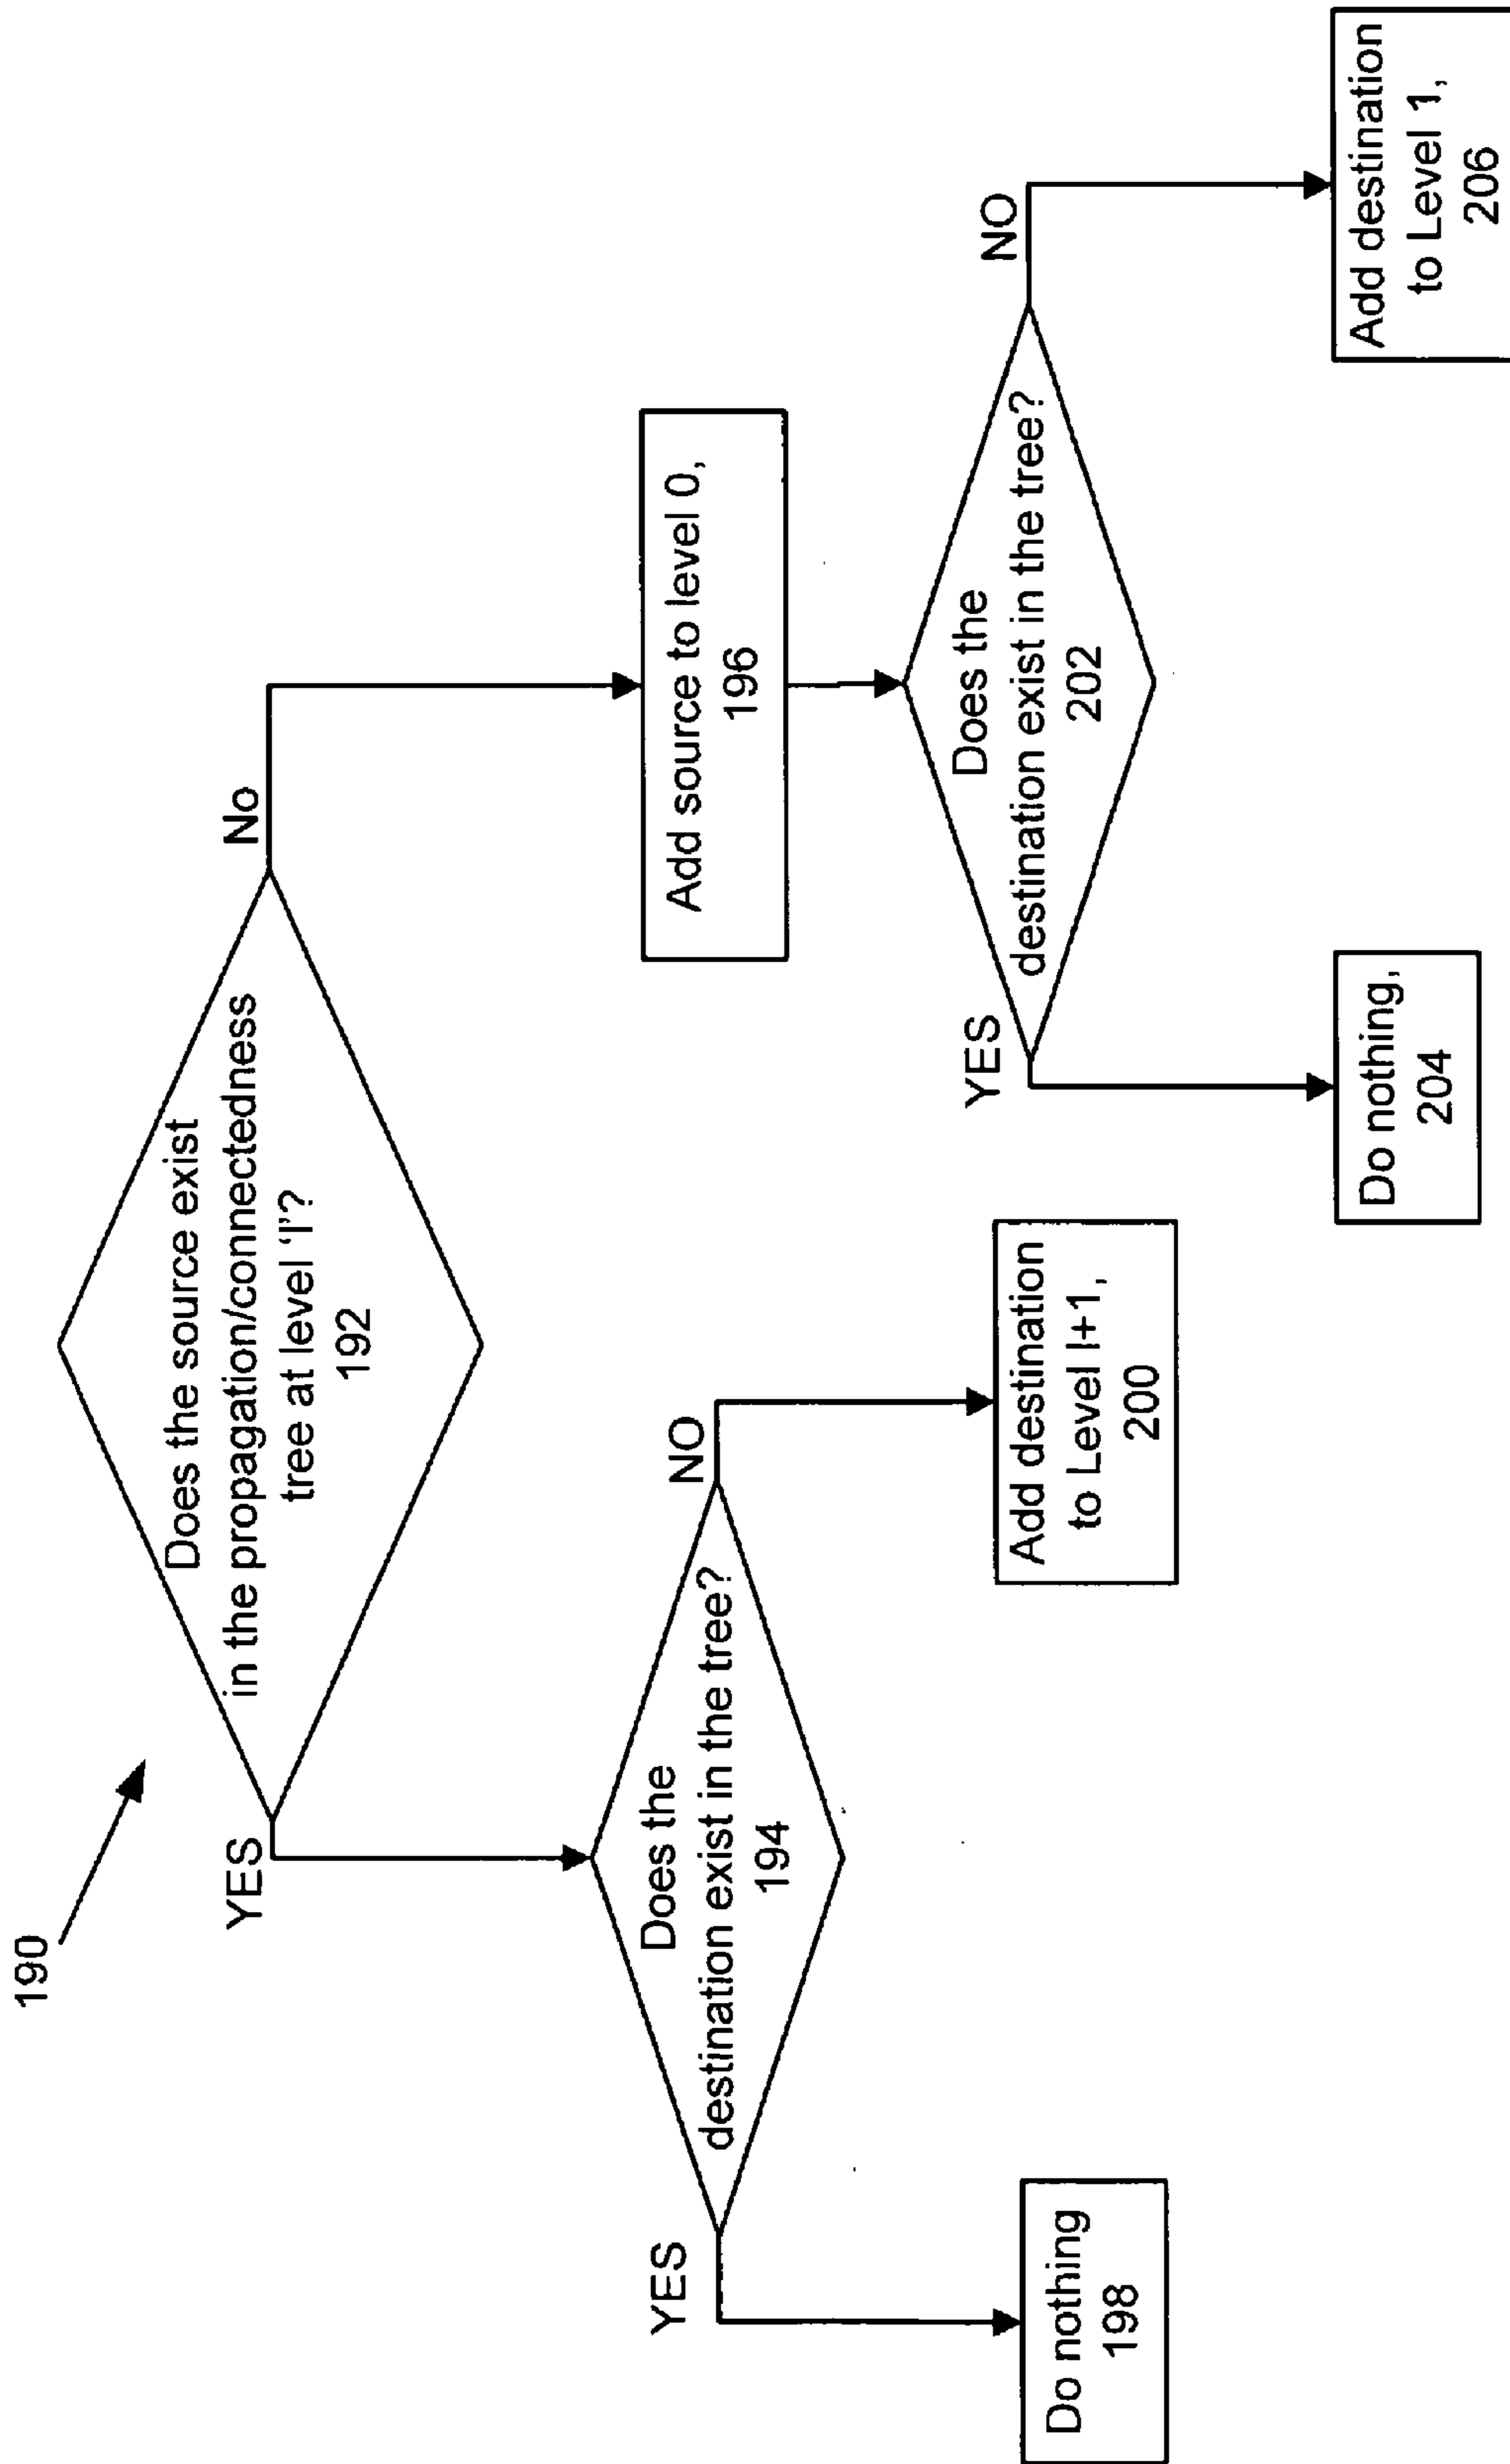 190
Does the source exist
in the propagation/connectedness
tree at level ‘l’?
192
YES
No
Does the
destination exist in the tree?
194
Add source to level 0,
196
YES
NO
Does the
destination exist in the tree?
202
Do nothing
198
Add destination
to Level l+1,
200
YES
NO
Do nothing,
204
Add destination
to Level 1,
206